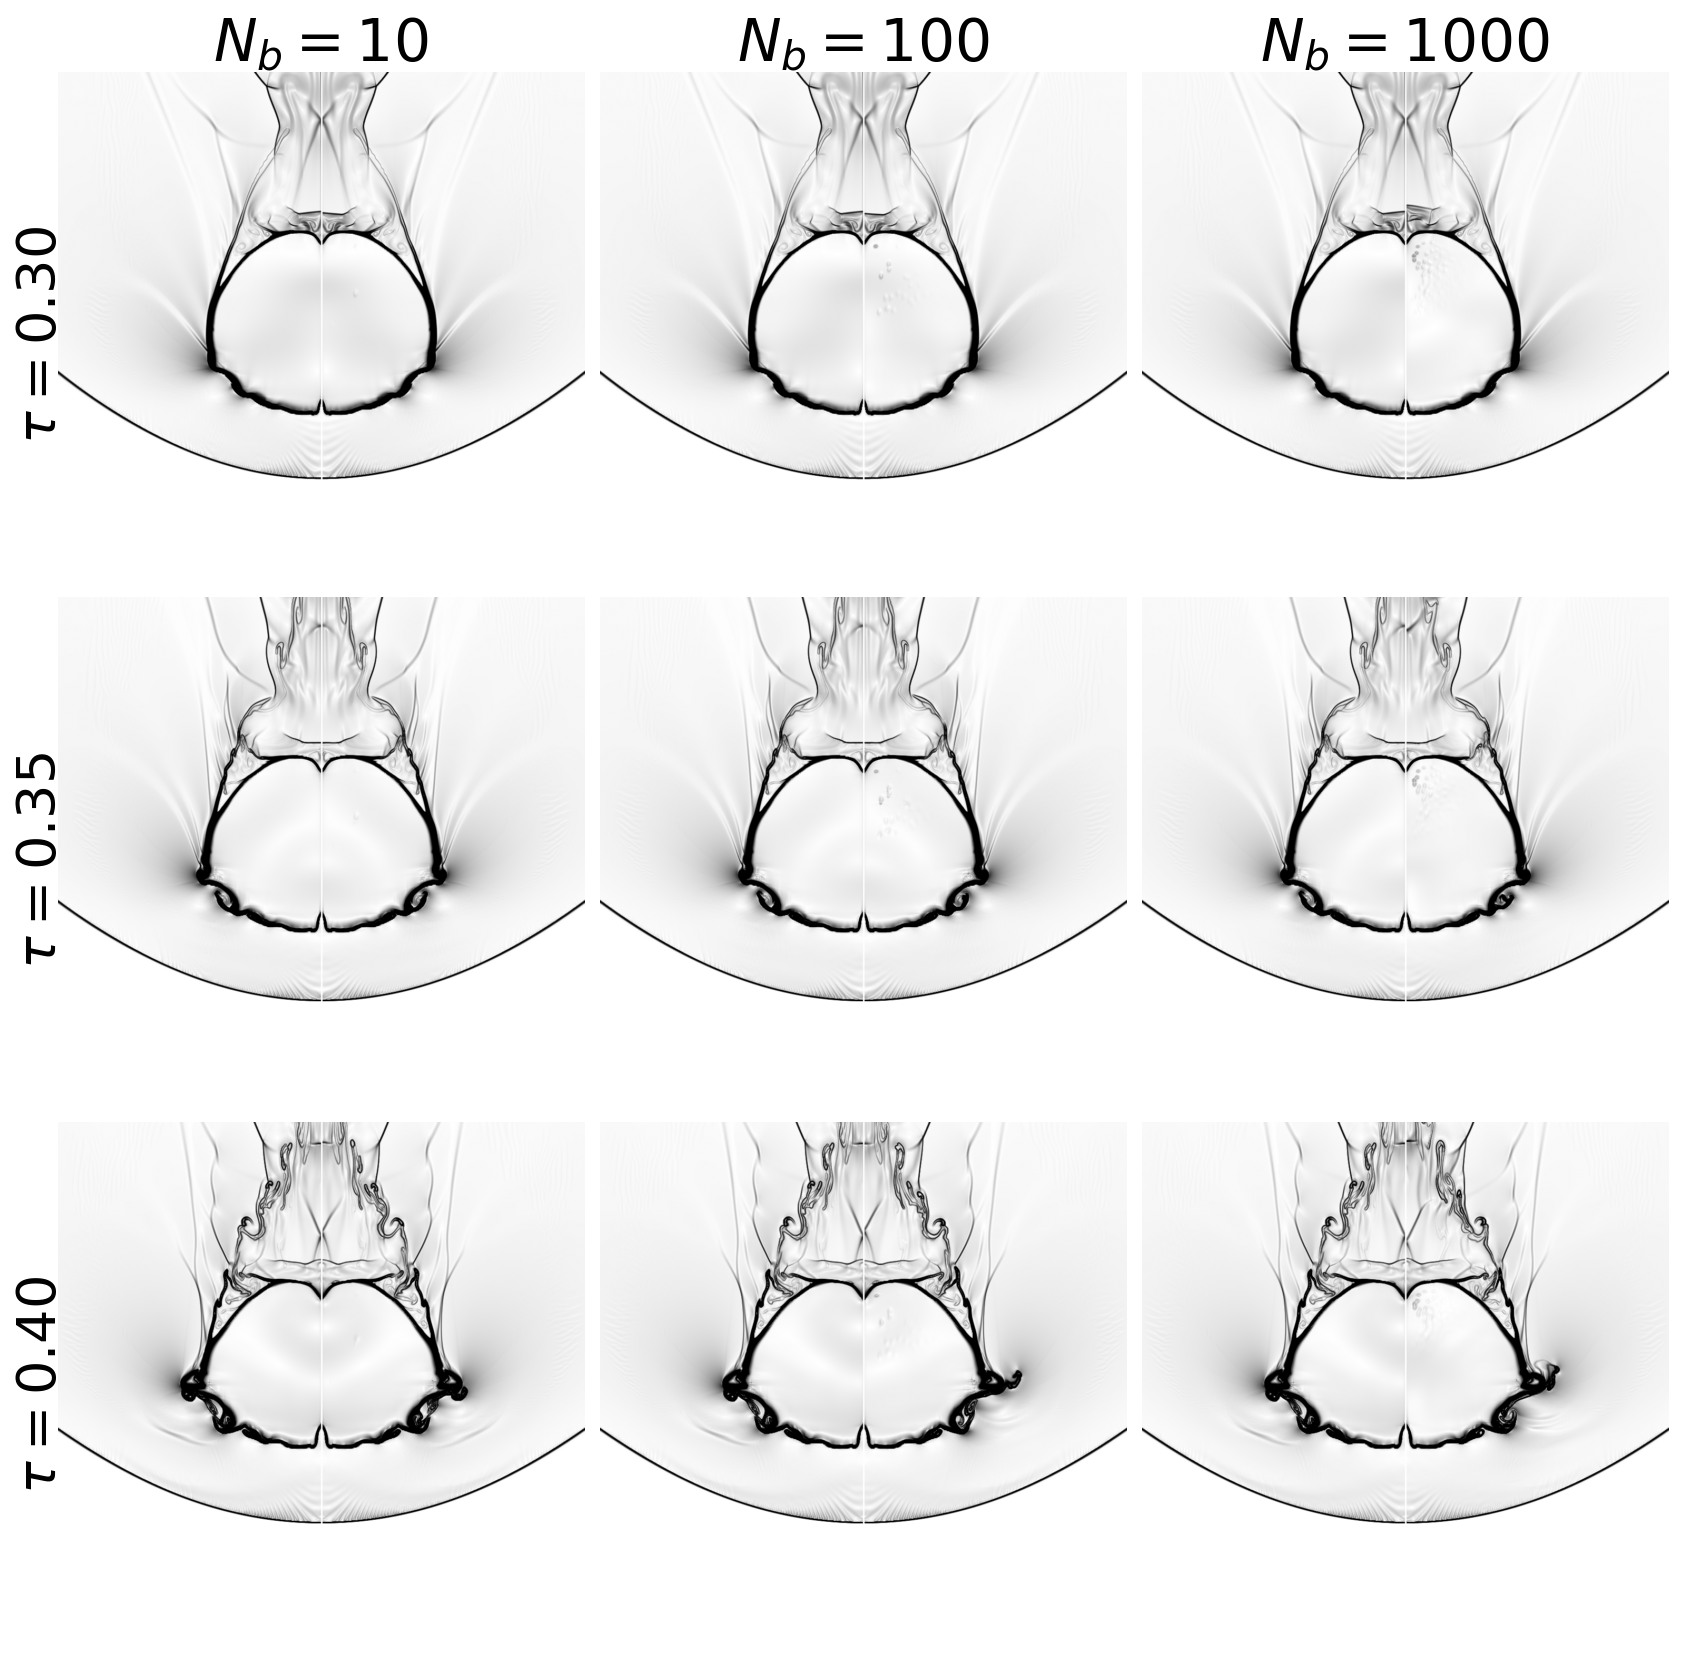 N_b = 10
N_b = 100
N_b = 1000
τ = 0.30
τ = 0.35
τ = 0.40